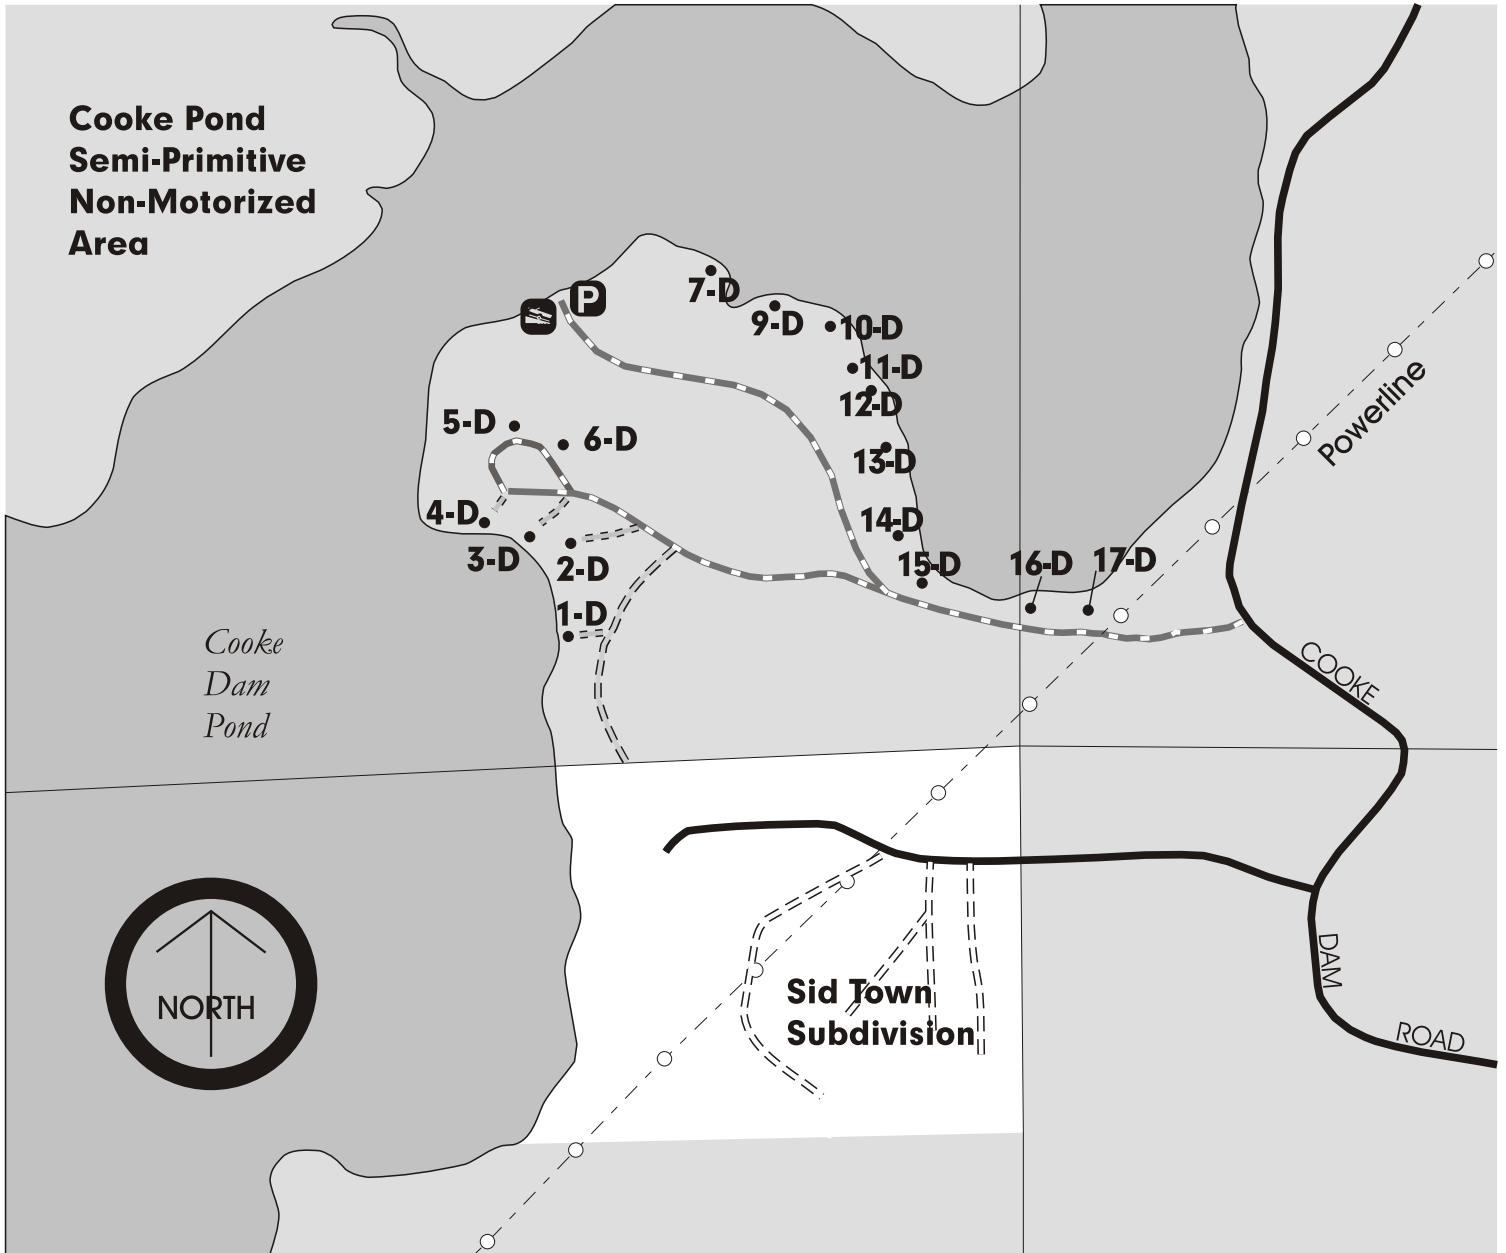 Cooke Pond
Semi-Primitive
Non-Motorized
Area
P
7-D
9-D
10-D
11-D
12-D
13-D
14-D
15-D
16-D
17-D
5-D
6-D
4-D
3-D
2-D
1-D
Powerline
Cooke
Dam
Pond
COOKE
DAM
ROAD
NORTH
Sid Town
Subdivision